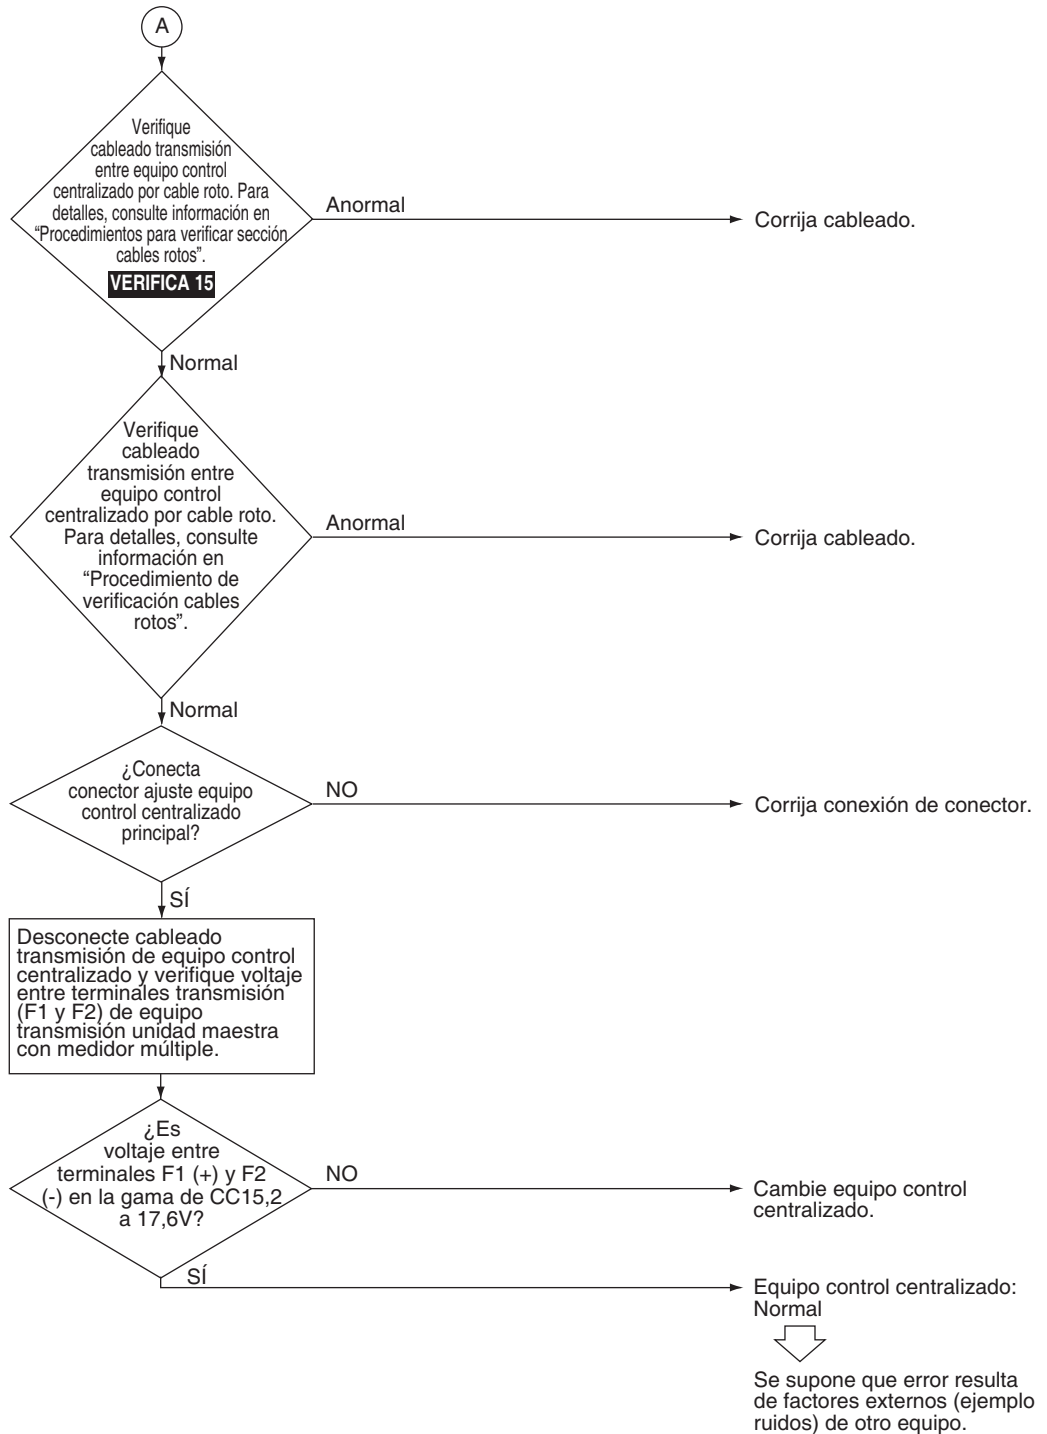 A
Verifique
cableado transmisión
entre equipo control
centralizado por cable roto. Para
detalles, consulte información en
“Procedimientos para verificar sección
cables rotos”.
VERIFICA 15
Anormal
Corrija cableado.
Normal
Verifique
cableado
transmisión entre
equipo control
centralizado por cable roto.
Para detalles, consulte
información en
“Procedimiento de
verificación cables
rotos”.
Anormal
Corrija cableado.
Normal
¿Conecta
conector ajuste equipo
control centralizado
principal?
NO
Corrija conexión de conector.
SÍ
Desconecte cableado
transmisión de equipo control
centralizado y verifique voltaje
entre terminales transmisión
(F1 y F2) de equipo
transmisión unidad maestra
con medidor múltiple.
¿Es
voltaje entre
terminales F1 (+) y F2
(-) en la gama de CC15,2
a 17,6V?
NO
Cambie equipo control
centralizado.
SÍ
Equipo control centralizado:
Normal
Se supone que error resulta
de factores externos (ejemplo
ruidos) de otro equipo.